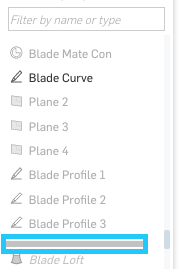 Filter by name or type
Blade Mate Con
Blade Curve
Plane 2
Plane 3
Plane 4
Blade Profile 1
Blade Profile 2
Blade Profile 3
Blade Loft